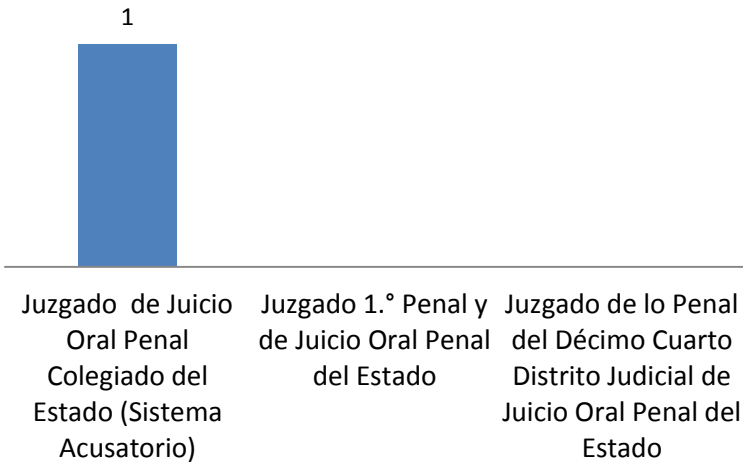 1
Juzgado de Juicio
Oral Penal
Colegiado del
Estado (Sistema
Acusatorio)
Juzgado 1.° Penal y
de Juicio Oral Penal
del Estado
Juzgado de lo Penal
del Décimo Cuarto
Distrito Judicial de
Juicio Oral Penal del
Estado